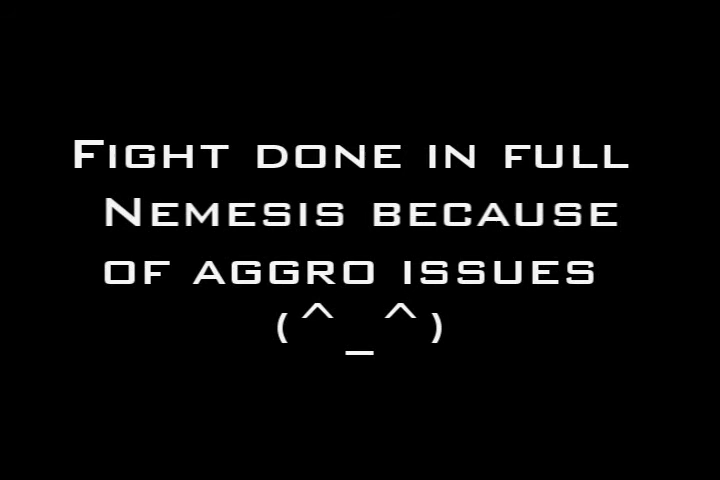 Fight done in full
Nemesis because
of aggro issues
(^_^)